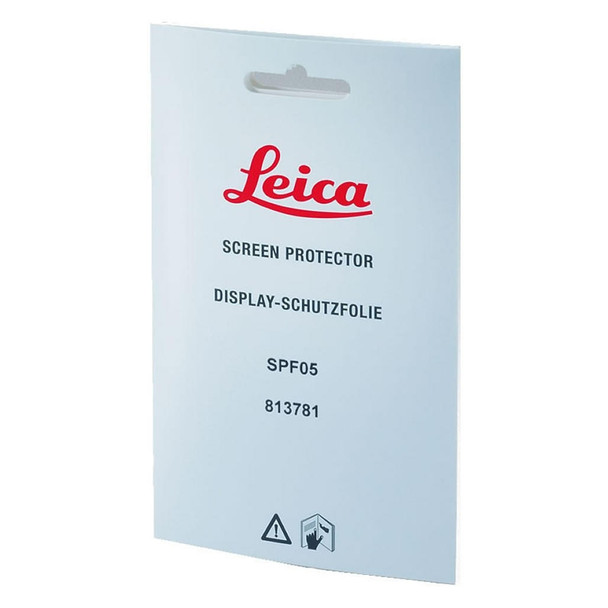 Leica
SCREEN PROTECTOR
DISPLAY-SCHUTZFOLIE
SPF05
813781